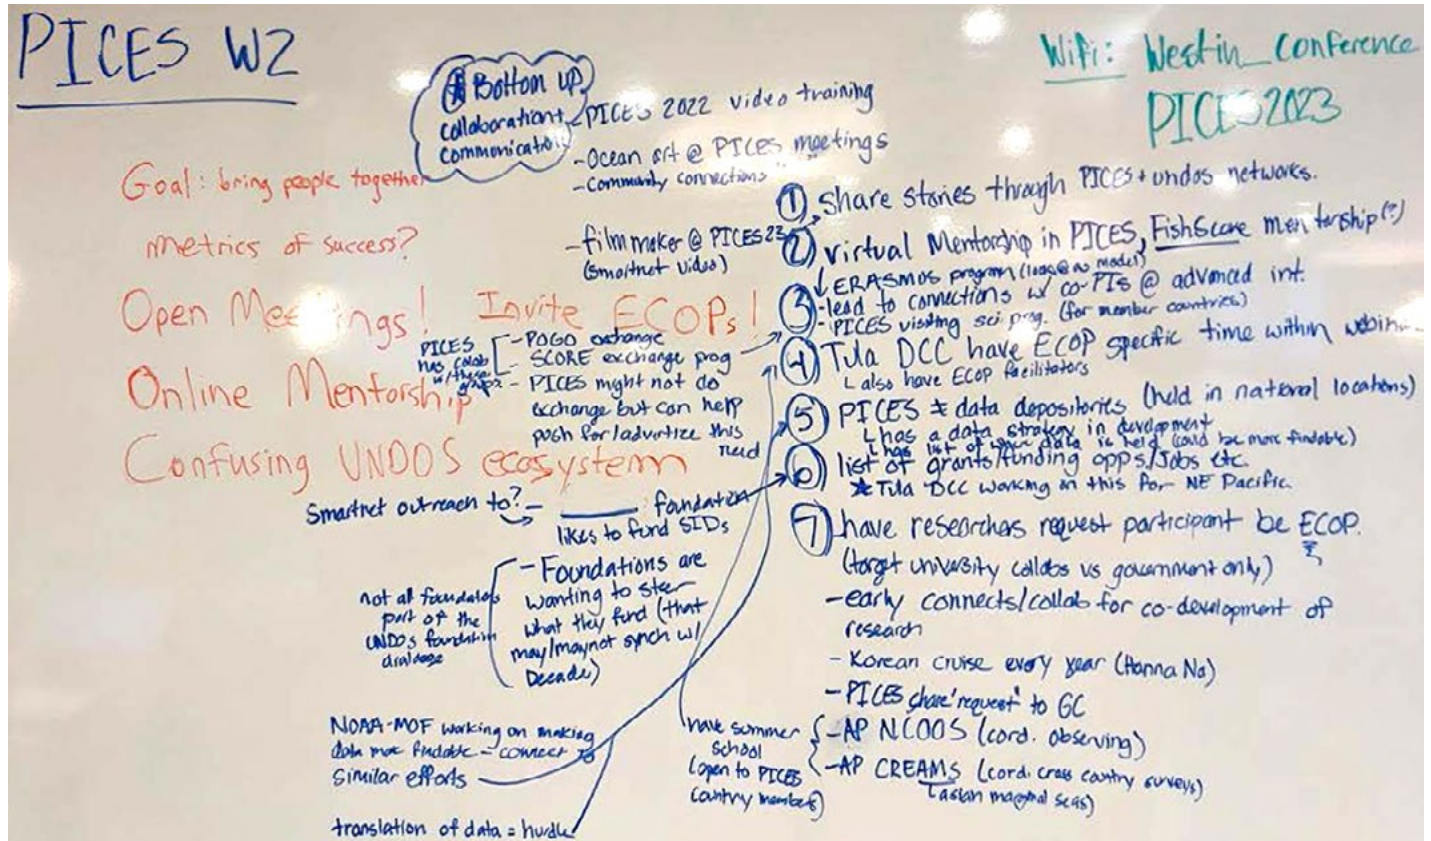 PICES W2
Wifi: Westin_Conference
PICES2023
Bottom up
collaboration+
communication
- PICES 2022 video training
- Ocean art @ PICES meetings
- Community connections
- film maker @ PICES23
(smartnet video)
Goal: bring people together
metrics of success?
Open Meetings! Invite ECOPs!
Online Mentorship
Confusing UNDOS ecosystem
PICES
has collab
w/these
- POGO exchange
- SCORE exchange prog
- PICES might not do
exchange but can help
push for/advertize this
need
Smartnet outreach to? -
foundation
likes to fund SIDs
- Foundations are
wanting to steer
what they fund (that
may/maynot synch w/
Decade)
not all foundations
part of the
UNDOs foundation
dialogue
NOAA-MOF working on making
data more findable - connect to
similar efforts
translation of data = hurdle
① Share stories through PICES + undos networks.
② virtual Mentorship in PICES, FishScore mentorship(?)
↓ ERASMOS program (look @ as model)
③ - lead to connections w/ co-PIs @ advanced int.
- PICES visiting sci prog. (for member countries)
④ Tula DCC have ECOP specific time within webin
└ also have ECOP facilitators
⑤ PICES ≠ data depositories (held in national locations)
└ has a data strategy in development
└ has list of where data is held (could be more findable)
⑥ list of grants/funding opps/Jobs etc.
★ Tula DCC working on this for NE Pacific.
⑦ have researchers request participant be ECOP.
(target university collabs vs government only)
- early connects/collab for co-development of
research
- Korean cruise every year (Hanna Na)
- PICES share "request" to GC
have summer
school
(open to PICES
country members)
- AP NCOOS (cord. observing)
- AP CREAMS (cord. cross country surveys)
(asian marginal seas)